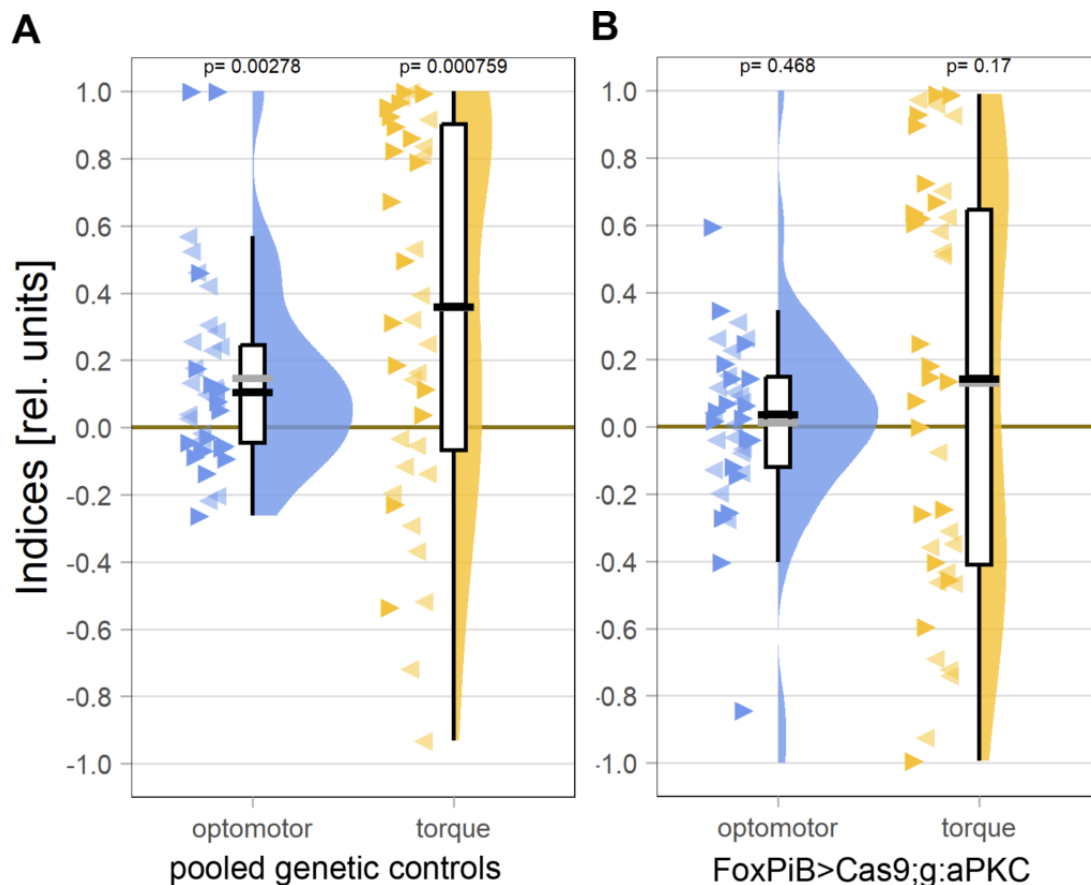 A
B
p= 0.00278
p= 0.000759
p= 0.468
p= 0.17
Indices [rel. units]
1.0
0.8
0.6
0.4
0.2
0.0
-0.2
-0.4
-0.6
-0.8
-1.0
1.0
0.8
0.6
0.4
0.2
0.0
-0.2
-0.4
-0.6
-0.8
-1.0
optomotor
torque
optomotor
torque
pooled genetic controls
FoxPiB>Cas9;g:aPKC